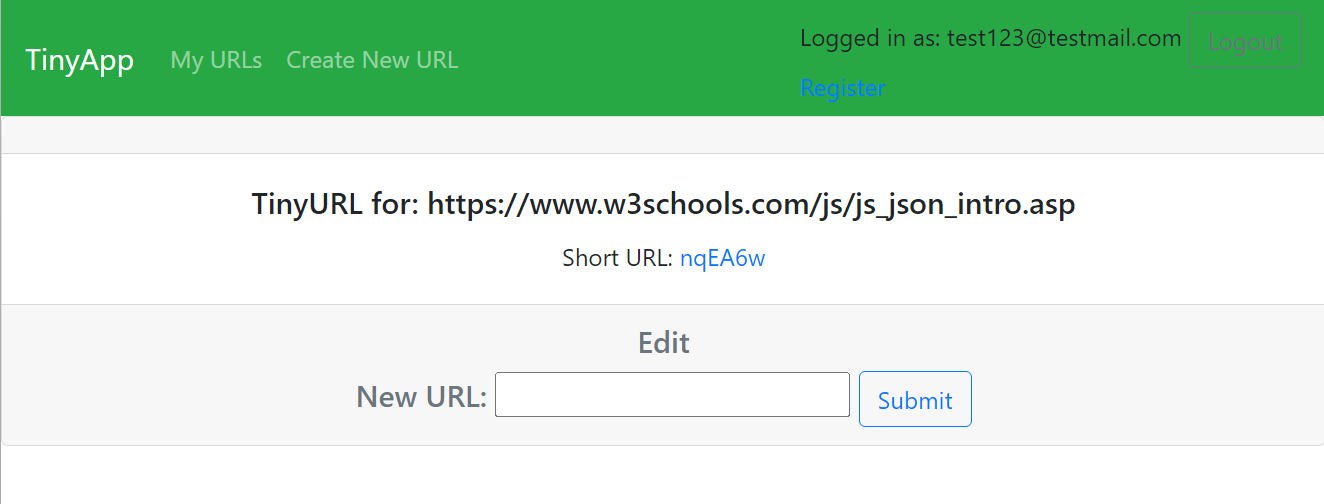 TinyApp My URLs Create New URL Logged in as: test123@testmail.com Logout
Register
TinyURL for: https://www.w3schools.com/js/js_json_intro.asp
Short URL: nqEA6w
Edit
New URL: Submit